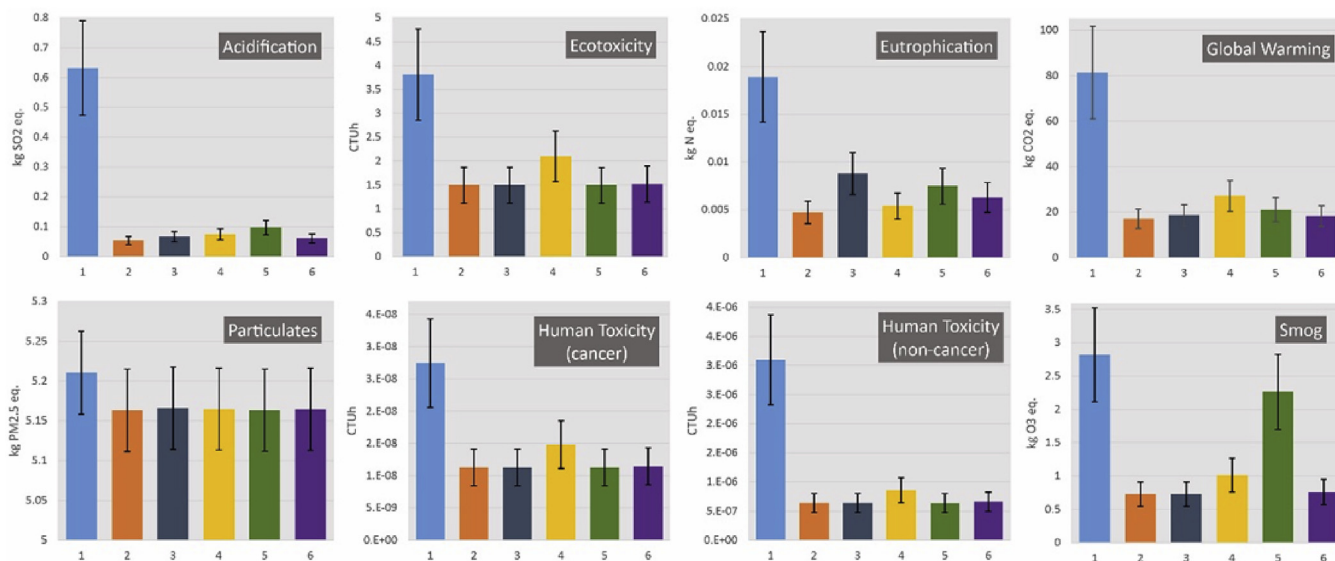 Acidification
kg SO2 eq.
0.8
0.7
0.6
0.5
0.4
0.3
0.2
0.1
0
1 2 3 4 5 6
Ecotoxicity
CTUh
5
4.5
4
3.5
3
2.5
2
1.5
1
0.5
0
1 2 3 4 5 6
Eutrophication
kg N eq.
0.025
0.02
0.015
0.01
0.005
0
1 2 3 4 5 6
Global Warming
kg CO2 eq.
100
80
60
40
20
0
1 2 3 4 5 6
Particulates
kg PM2.5 eq.
5.3
5.25
5.2
5.15
5.1
5.05
5
1 2 3 4 5 6
Human Toxicity
(cancer)
CTUh
4.E-08
3.E-08
3.E-08
2.E-08
2.E-08
1.E-08
5.E-09
0.E+00
1 2 3 4 5 6
Human Toxicity
(non-cancer)
CTUh
4.E-06
4.E-06
3.E-06
3.E-06
2.E-06
2.E-06
1.E-06
5.E-07
0.E+00
1 2 3 4 5 6
Smog
kg O3 eq.
3.5
3
2.5
2
1.5
1
0.5
0
1 2 3 4 5 6